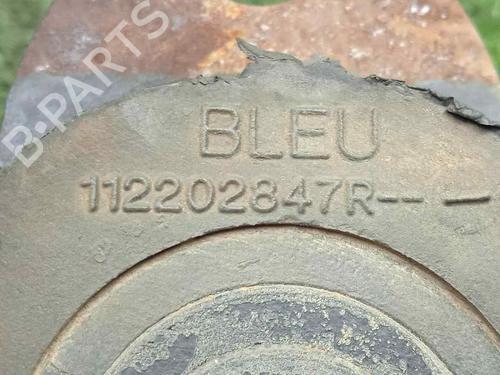 B-PARTS
BLEU
112202847R-- —